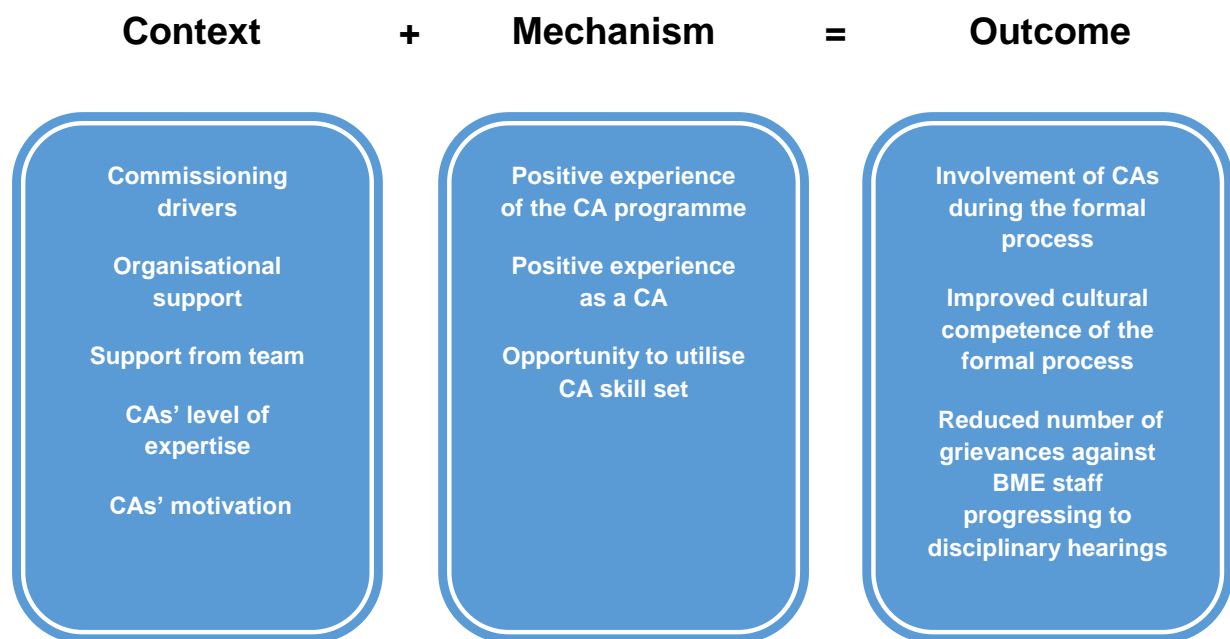 Context + Mechanism = Outcome
Commissioning
drivers
Organisational
support
Support from team
CAs’ level of
expertise
CAs’ motivation
Positive experience
of the CA programme
Positive experience
as a CA
Opportunity to utilise
CA skill set
Involvement of CAs
during the formal
process
Improved cultural
competence of the
formal process
Reduced number of
grievances against
BME staff
progressing to
disciplinary hearings